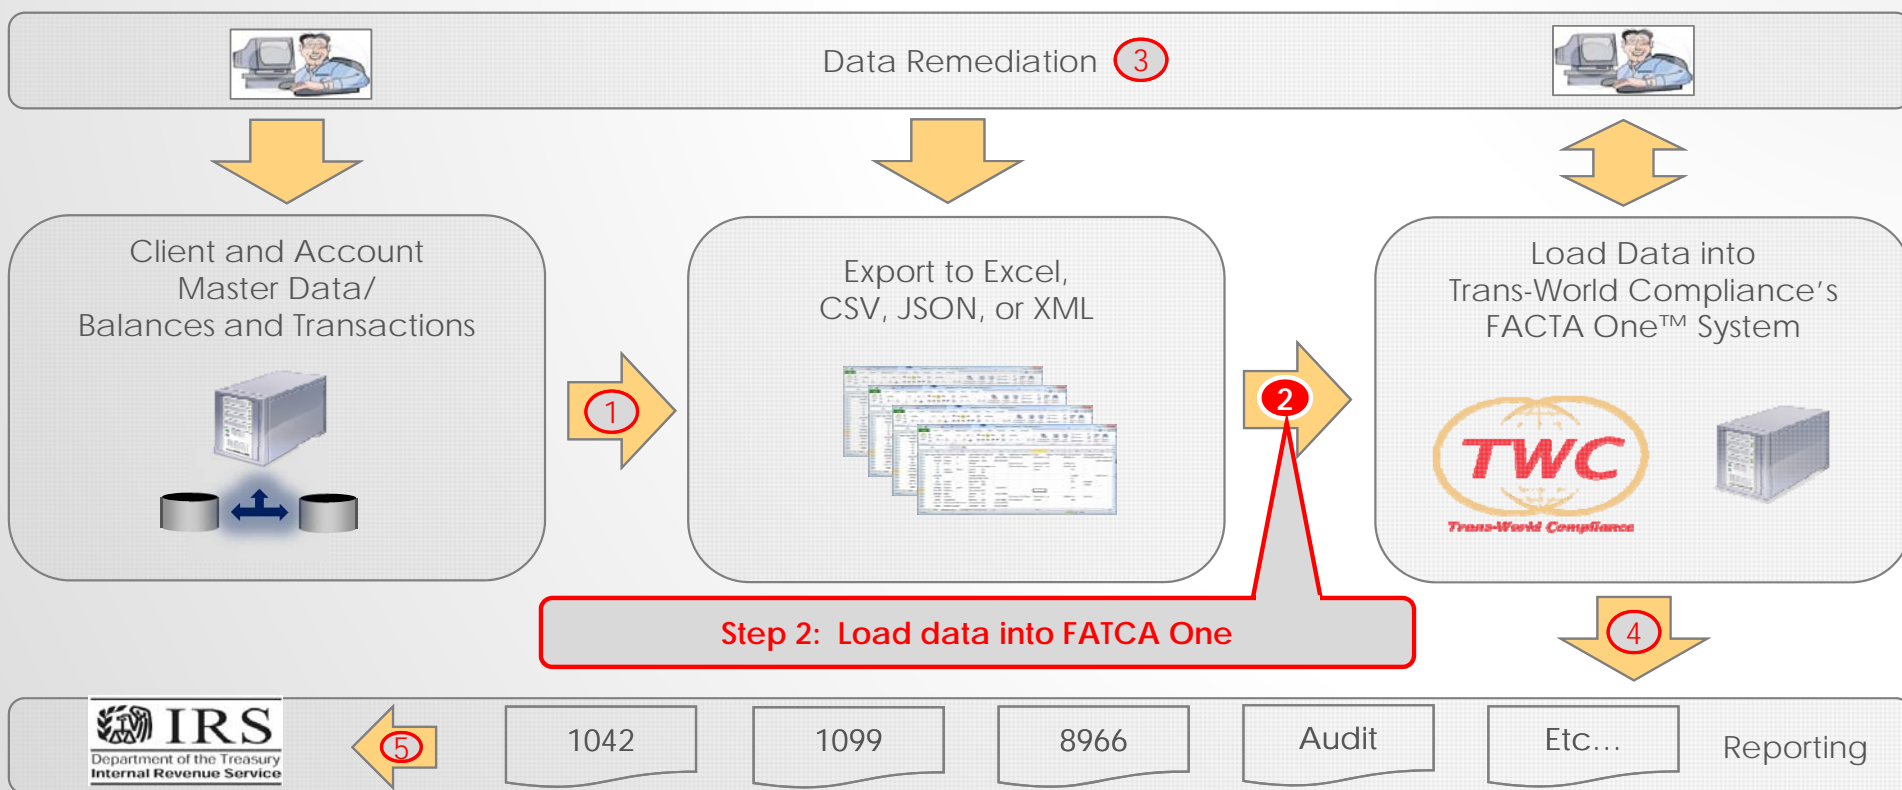 Data Remediation 3
Client and Account
Master Data/
Balances and Transactions
1
Export to Excel,
CSV, JSON, or XML
2
Load Data into
Trans-World Compliance's
FACTA One™ System
TWC
Trans-World Compliance
Step 2: Load data into FATCA One
4
IRS
Department of the Treasury
Internal Revenue Service
5
1042
1099
8966
Audit
Etc...
Reporting